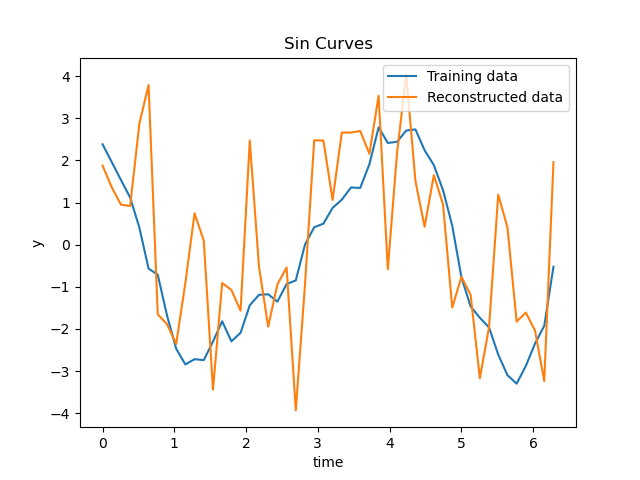 Sin Curves
Training data
Reconstructed data
y
4
3
2
1
0
−1
−2
−3
−4
0 1 2 3 4 5 6
time